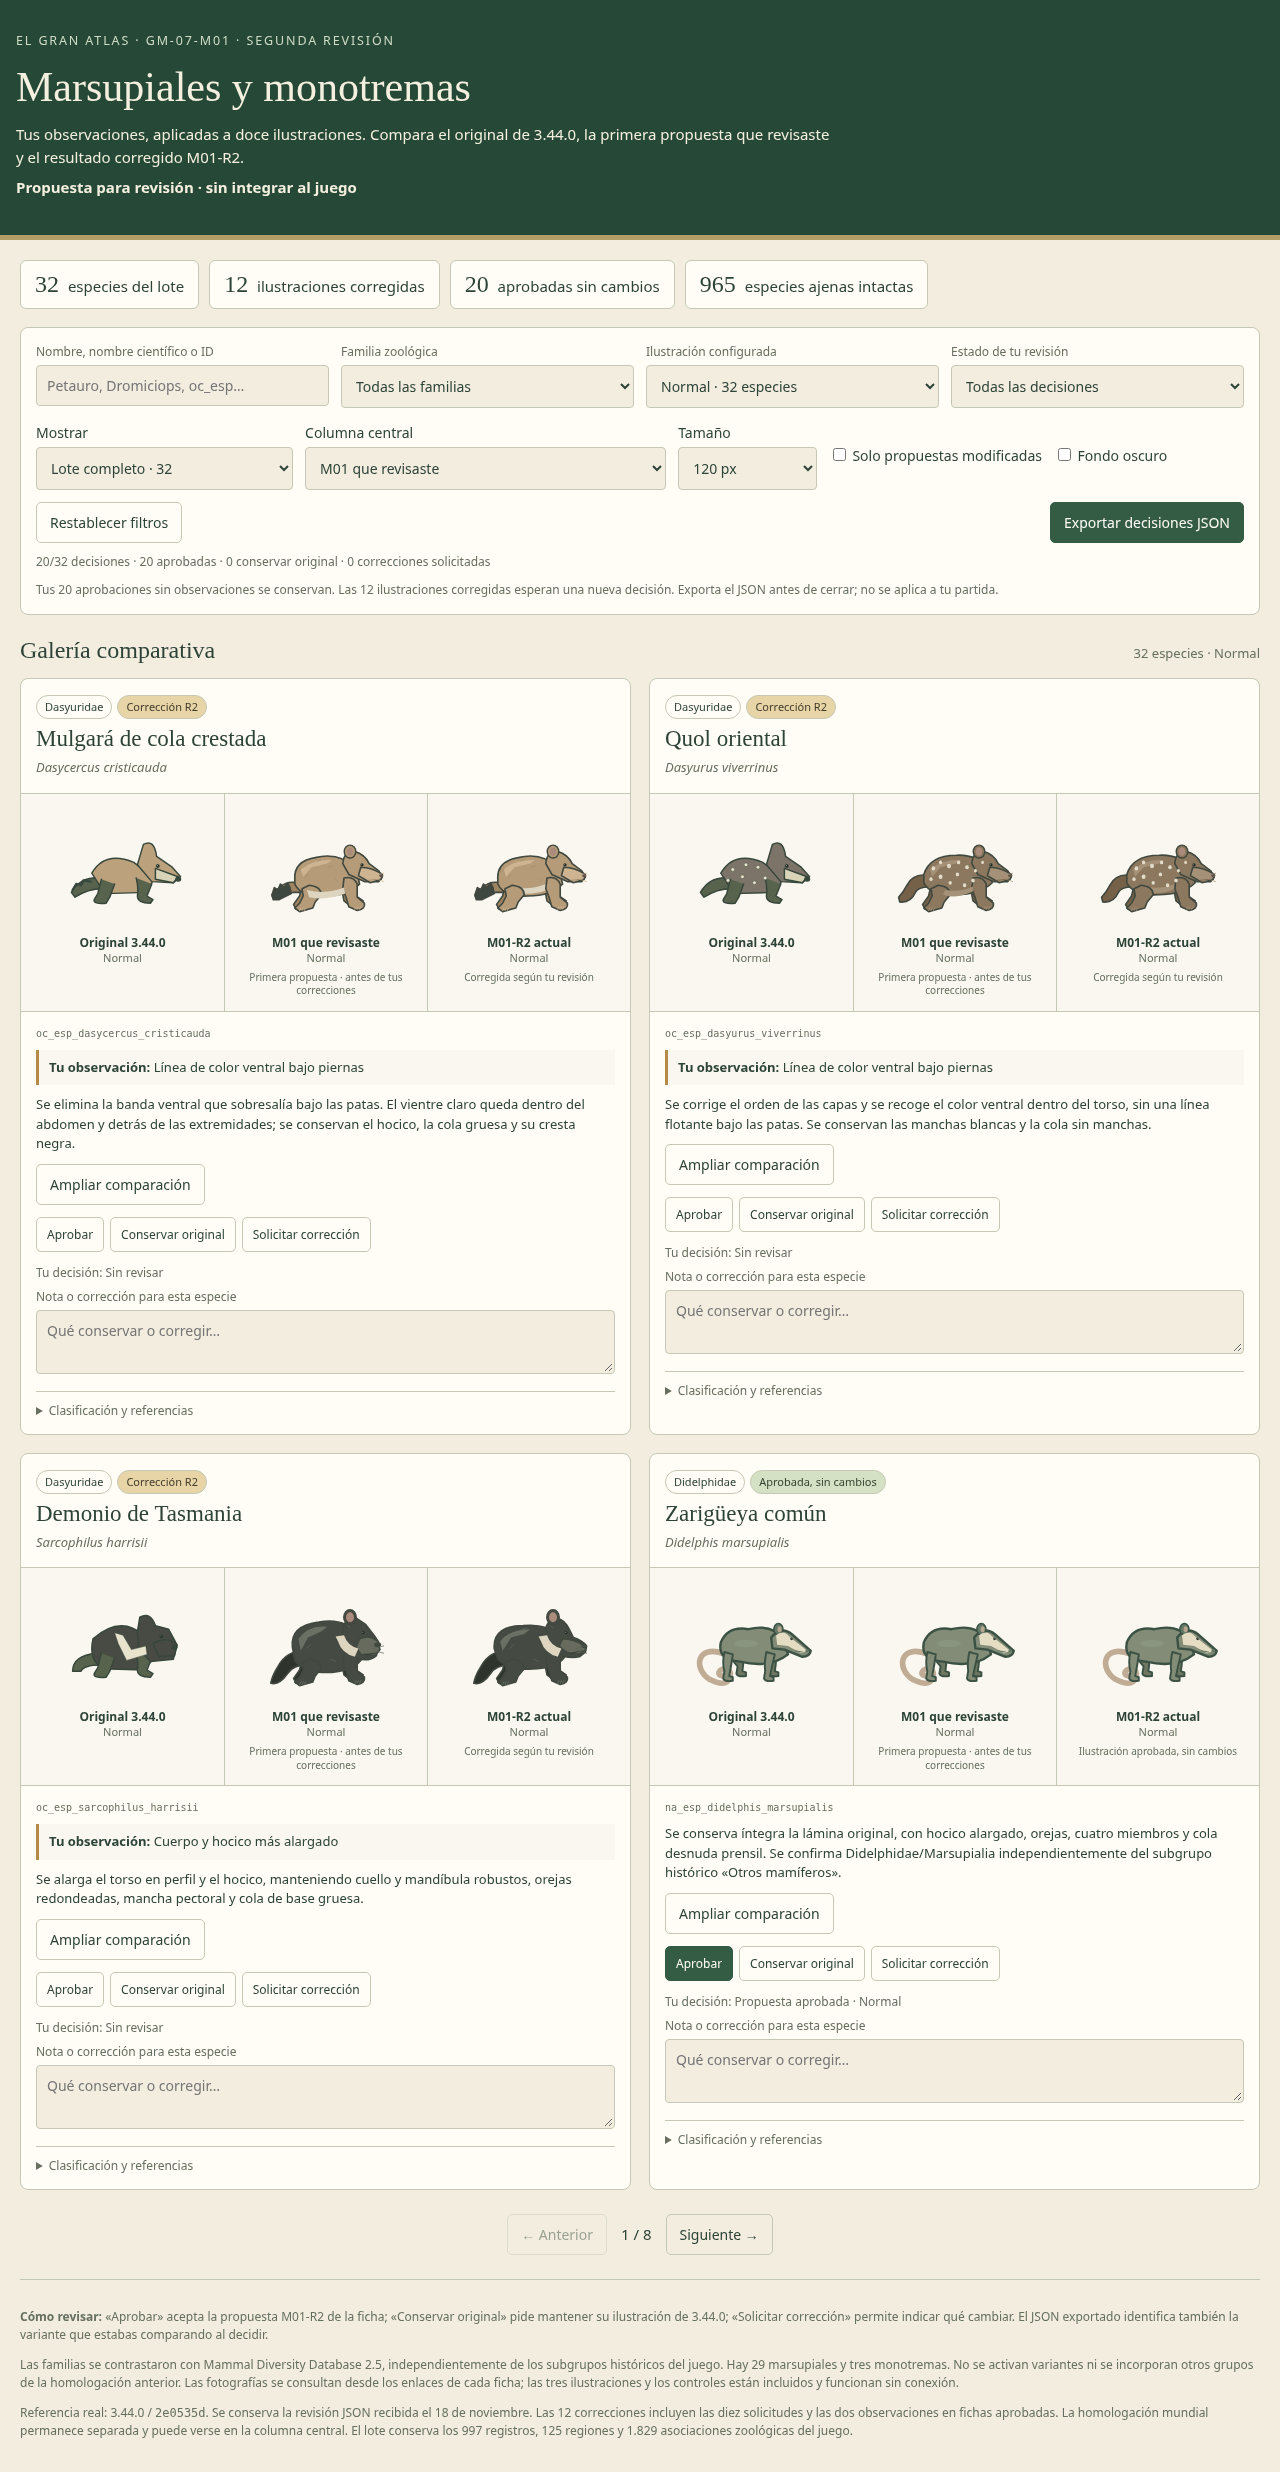 EL GRAN ATLAS · GM-07-M01 · SEGUNDA REVISIÓN
Marsupiales y monotremas
Tus observaciones, aplicadas a doce ilustraciones. Compara el original de 3.44.0, la primera propuesta que revisaste
y el resultado corregido M01-R2.
Propuesta para revisión · sin integrar al juego
32 especies del lote
12 ilustraciones corregidas
20 aprobadas sin cambios
965 especies ajenas intactas
Nombre, nombre científico o ID
Familia zoológica
Ilustración configurada
Estado de tu revisión
Petauro, Dromiciops, oc_esp...
Todas las familias
Normal · 32 especies
Todas las decisiones
Mostrar
Columna central
Tamaño
Lote completo · 32
M01 que revisaste
120 px
Solo propuestas modificadas
Fondo oscuro
Restablecer filtros
Exportar decisiones JSON
20/32 decisiones · 20 aprobadas · 0 conservar original · 0 correcciones solicitadas
Tus 20 aprobaciones sin observaciones se conservan. Las 12 ilustraciones corregidas esperan una nueva decisión. Exporta el JSON antes de cerrar; no se aplica a tu partida.
Galería comparativa
32 especies · Normal
Dasyuridae
Corrección R2
Mulgará de cola crestada
Dasycercus cristicauda
Original 3.44.0
Normal
M01 que revisaste
Normal
Primera propuesta · antes de tus
correcciones
M01-R2 actual
Normal
Corregida según tu revisión
oc_esp_dasycercus_cristicauda
Tu observación: Línea de color ventral bajo piernas
Se elimina la banda ventral que sobresalía bajo las patas. El vientre claro queda dentro del
abdomen y detrás de las extremidades; se conservan el hocico, la cola gruesa y su cresta
negra.
Ampliar comparación
Aprobar
Conservar original
Solicitar corrección
Tu decisión: Sin revisar
Nota o corrección para esta especie
Qué conservar o corregir...
▶ Clasificación y referencias
Dasyuridae
Corrección R2
Quol oriental
Dasyurus viverrinus
Original 3.44.0
Normal
M01 que revisaste
Normal
Primera propuesta · antes de tus
correcciones
M01-R2 actual
Normal
Corregida según tu revisión
oc_esp_dasyurus_viverrinus
Tu observación: Línea de color ventral bajo piernas
Se corrige el orden de las capas y se recoge el color ventral dentro del torso, sin una línea
flotante bajo las patas. Se conservan las manchas blancas y la cola sin manchas.
Ampliar comparación
Aprobar
Conservar original
Solicitar corrección
Tu decisión: Sin revisar
Nota o corrección para esta especie
Qué conservar o corregir...
▶ Clasificación y referencias
Dasyuridae
Corrección R2
Demonio de Tasmania
Sarcophilus harrisii
Original 3.44.0
Normal
M01 que revisaste
Normal
Primera propuesta · antes de tus
correcciones
M01-R2 actual
Normal
Corregida según tu revisión
oc_esp_sarcophilus_harrisii
Tu observación: Cuerpo y hocico más alargado
Se alarga el torso en perfil y el hocico, manteniendo cuello y mandíbula robustos, orejas
redondeadas, mancha pectoral y cola de base gruesa.
Ampliar comparación
Aprobar
Conservar original
Solicitar corrección
Tu decisión: Sin revisar
Nota o corrección para esta especie
Qué conservar o corregir...
▶ Clasificación y referencias
Didelphidae
Aprobada, sin cambios
Zarigüeya común
Didelphis marsupialis
Original 3.44.0
Normal
M01 que revisaste
Normal
Primera propuesta · antes de tus
correcciones
M01-R2 actual
Normal
Ilustración aprobada, sin cambios
na_esp_didelphis_marsupialis
Se conserva íntegra la lámina original, con hocico alargado, orejas, cuatro miembros y cola
desnuda prensil. Se confirma Didelphidae/Marsupialia independientemente del subgrupo
histórico «Otros mamíferos».
Ampliar comparación
Aprobar
Conservar original
Solicitar corrección
Tu decisión: Propuesta aprobada · Normal
Nota o corrección para esta especie
Qué conservar o corregir...
▶ Clasificación y referencias
← Anterior
1 / 8
Siguiente →
Cómo revisar: «Aprobar» acepta la propuesta M01-R2 de la ficha; «Conservar original» pide mantener su ilustración de 3.44.0; «Solicitar corrección» permite indicar qué cambiar. El JSON exportado identifica también la
variante que estabas comparando al decidir.
Las familias se contrastaron con Mammal Diversity Database 2.5, independientemente de los subgrupos históricos del juego. Hay 29 marsupiales y tres monotremas. No se activan variantes ni se incorporan otros grupos
de la homologación anterior. Las fotografías se consultan desde los enlaces de cada ficha; las tres ilustraciones y los controles están incluidos y funcionan sin conexión.
Referencia real: 3.44.0 / 2e0535d. Se conserva la revisión JSON recibida el 18 de noviembre. Las 12 correcciones incluyen las diez solicitudes y las dos observaciones en fichas aprobadas. La homologación mundial
permanece separada y puede verse en la columna central. El lote conserva los 997 registros, 125 regiones y 1.829 asociaciones zoológicas del juego.